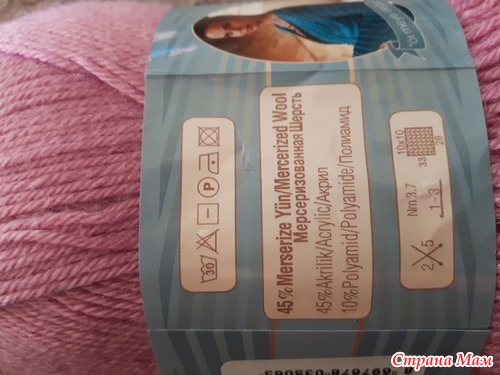 45% Merserize Yün/Mercerized Wool
Мерсеризованная Шерсть
45% Akrilik/Acrylic/Акрил
10% Polyamid/Polyamide/Полиамид
30°
P
10x10
33
26
Nm 3.7
2 5
1-3
Страна Мам